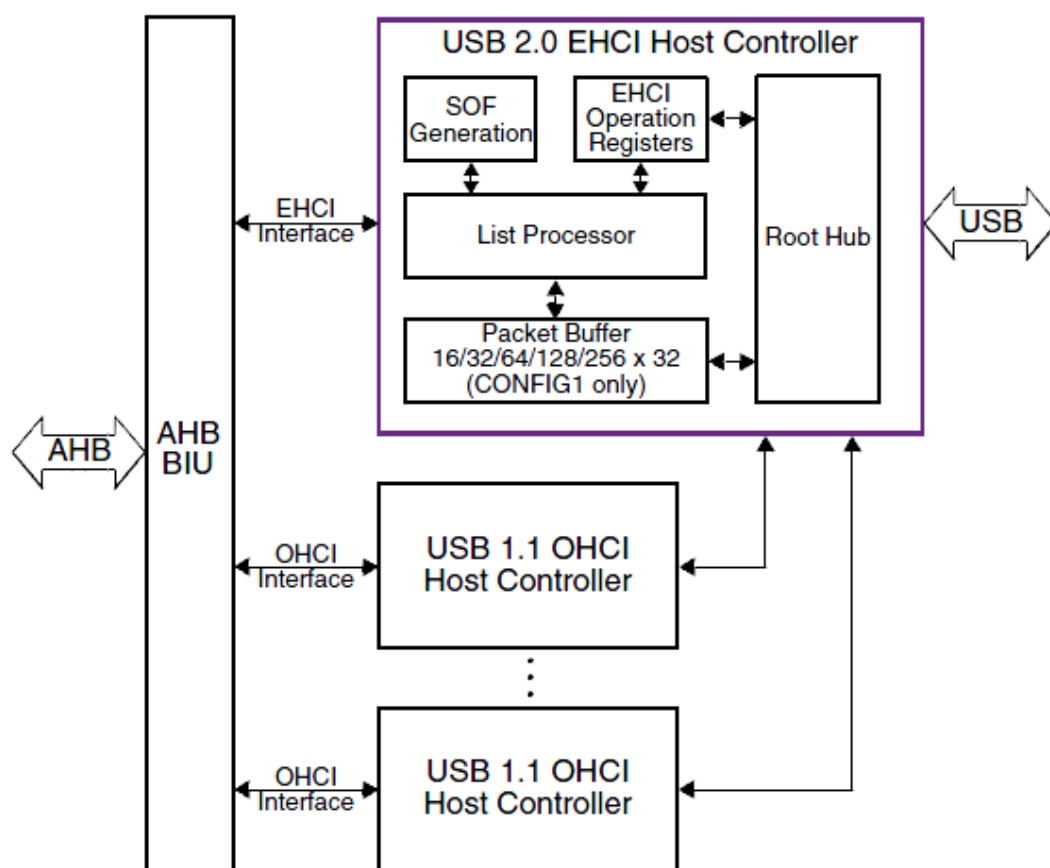 USB 2.0 EHCI Host Controller
SOF
Generation
EHCI
Operation
Registers
EHCI
Interface
List Processor
Root Hub
USB
Packet Buffer
16/32/64/128/256 x 32
(CONFIG1 only)
AHB
AHB
BIU
OHCI
Interface
USB 1.1 OHCI
Host Controller
OHCI
Interface
USB 1.1 OHCI
Host Controller